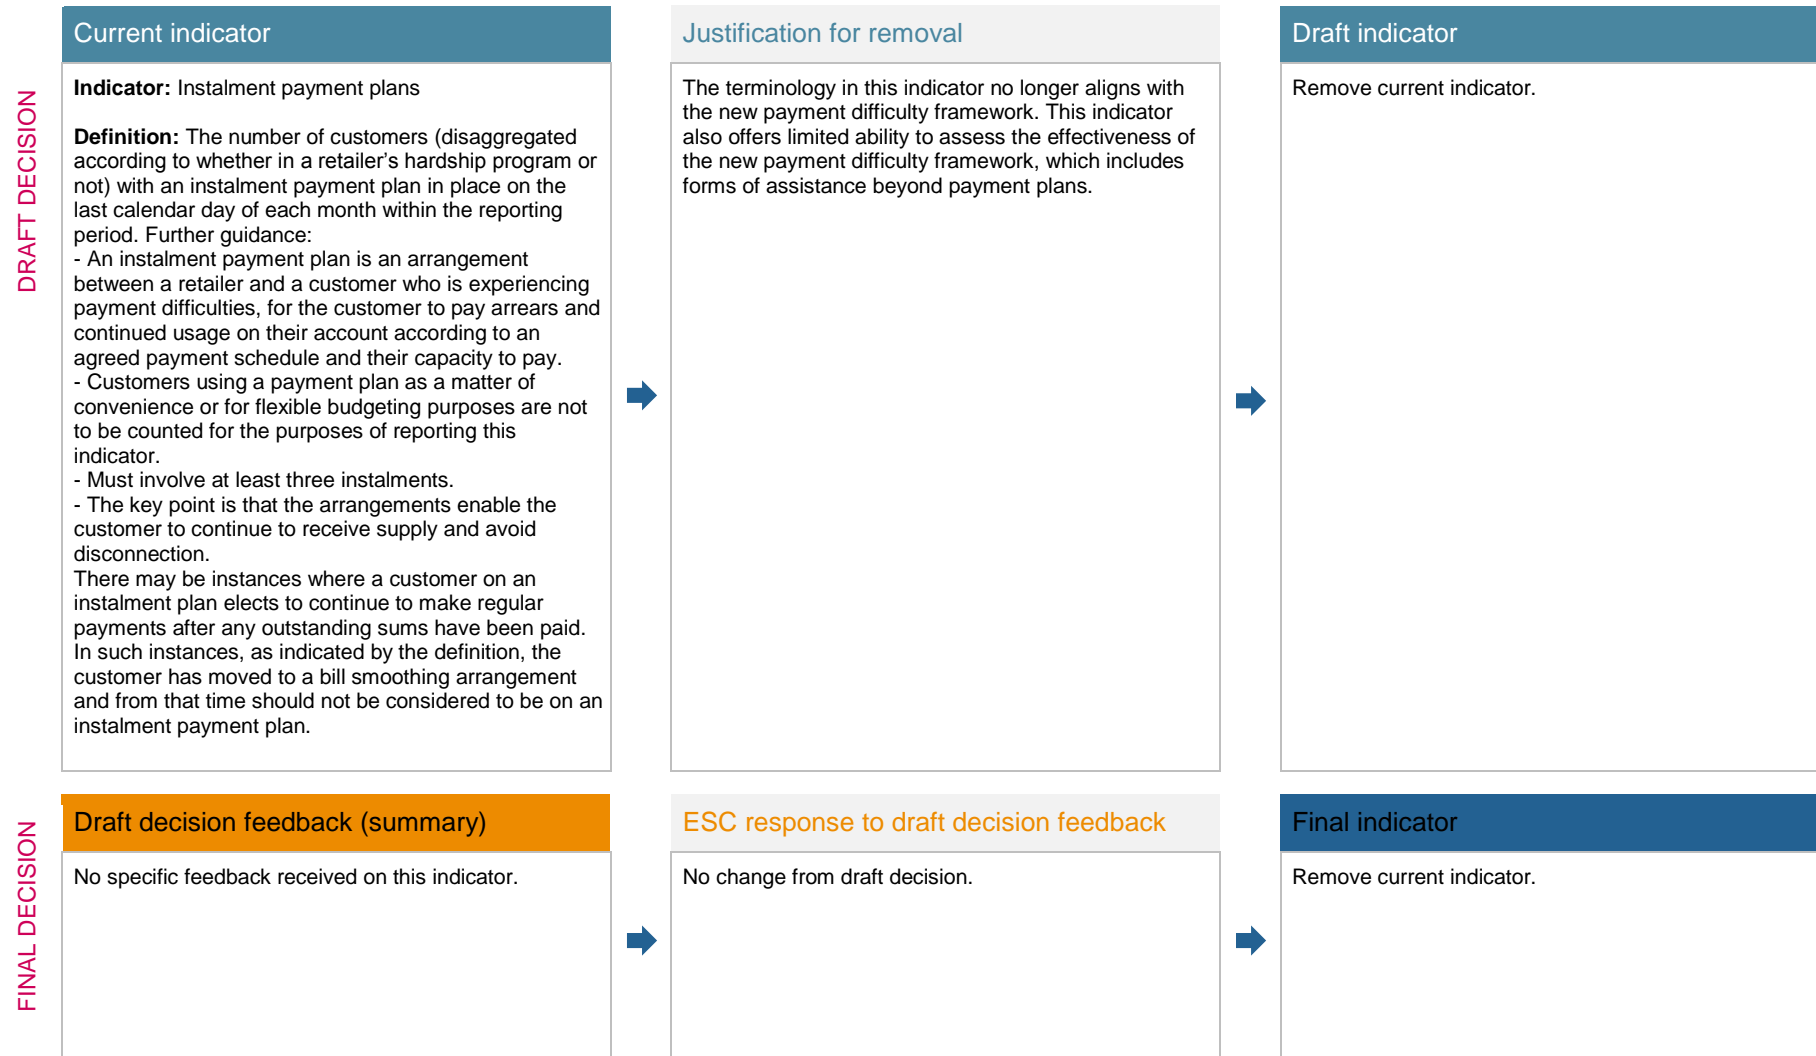 DRAFT DECISION
Current indicator
Indicator: Instalment payment plans
Definition: The number of customers (disaggregated
according to whether in a retailer's hardship program or
not) with an instalment payment plan in place on the
last calendar day of each month within the reporting
period. Further guidance:
- An instalment payment plan is an arrangement
between a retailer and a customer who is experiencing
payment difficulties, for the customer to pay arrears and
continued usage on their account according to an
agreed payment schedule and their capacity to pay.
- Customers using a payment plan as a matter of
convenience or for flexible budgeting purposes are not
to be counted for the purposes of reporting this
indicator.
- Must involve at least three instalments.
- The key point is that the arrangements enable the
customer to continue to receive supply and avoid
disconnection.
There may be instances where a customer on an
instalment plan elects to continue to make regular
payments after any outstanding sums have been paid.
In such instances, as indicated by the definition, the
customer has moved to a bill smoothing arrangement
and from that time should not be considered to be on an
instalment payment plan.
Justification for removal
The terminology in this indicator no longer aligns with
the new payment difficulty framework. This indicator
also offers limited ability to assess the effectiveness of
the new payment difficulty framework, which includes
forms of assistance beyond payment plans.
Draft indicator
Remove current indicator.
FINAL DECISION
Draft decision feedback (summary)
No specific feedback received on this indicator.
ESC response to draft decision feedback
No change from draft decision.
Final indicator
Remove current indicator.